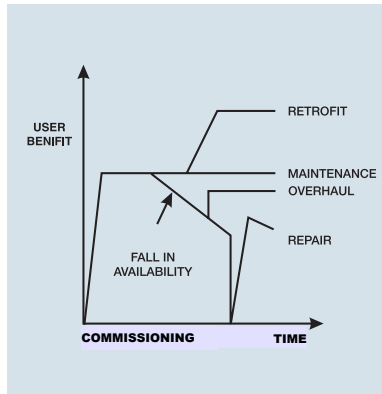 RETROFIT
USER
BENIFIT
MAINTENANCE
OVERHAUL
REPAIR
FALL IN
AVAILABILITY
COMMISSIONING TIME